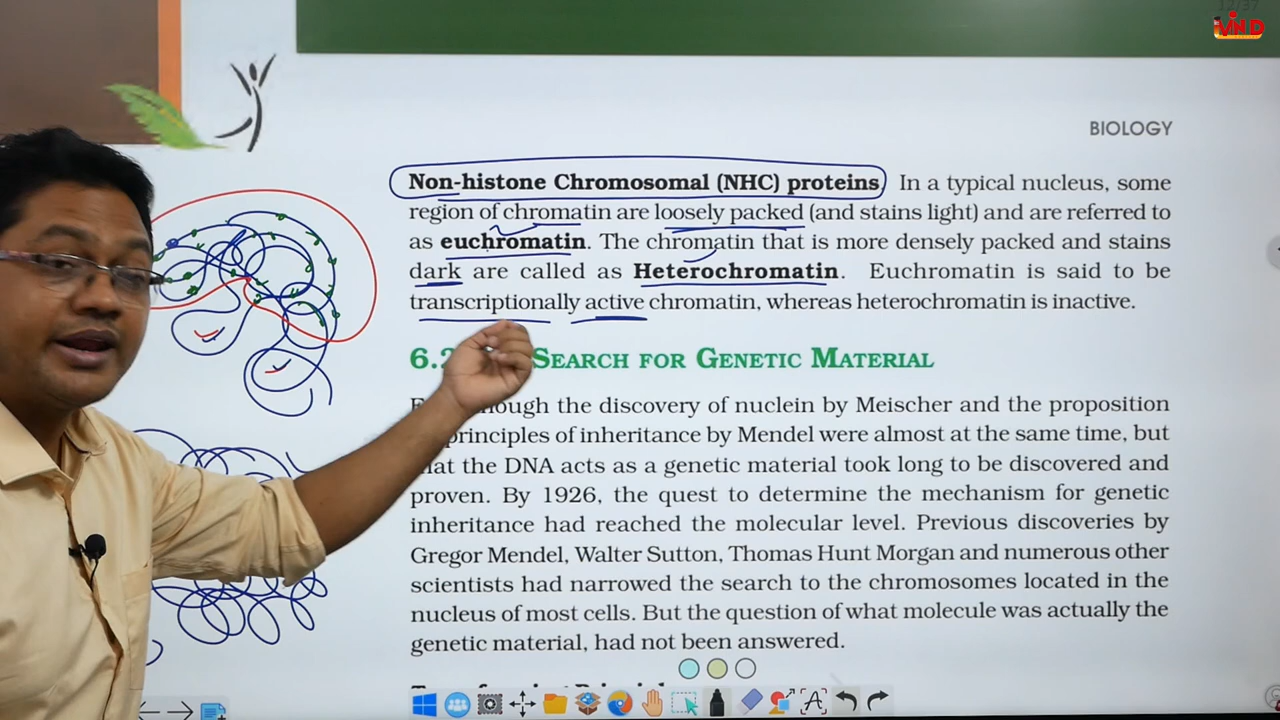 12/37
VIND
BIOLOGY
Non-histone Chromosomal (NHC) proteins. In a typical nucleus, some
region of chromatin are loosely packed (and stains light) and are referred to
as euchromatin. The chromatin that is more densely packed and stains
dark are called as Heterochromatin. Euchromatin is said to be
transcriptionally active chromatin, whereas heterochromatin is inactive.
6.2 SEARCH FOR GENETIC MATERIAL
though the discovery of nuclein by Meischer and the proposition
principles of inheritance by Mendel were almost at the same time, but
that the DNA acts as a genetic material took long to be discovered and
proven. By 1926, the quest to determine the mechanism for genetic
inheritance had reached the molecular level. Previous discoveries by
Gregor Mendel, Walter Sutton, Thomas Hunt Morgan and numerous other
scientists had narrowed the search to the chromosomes located in the
nucleus of most cells. But the question of what molecule was actually the
genetic material, had not been answered.